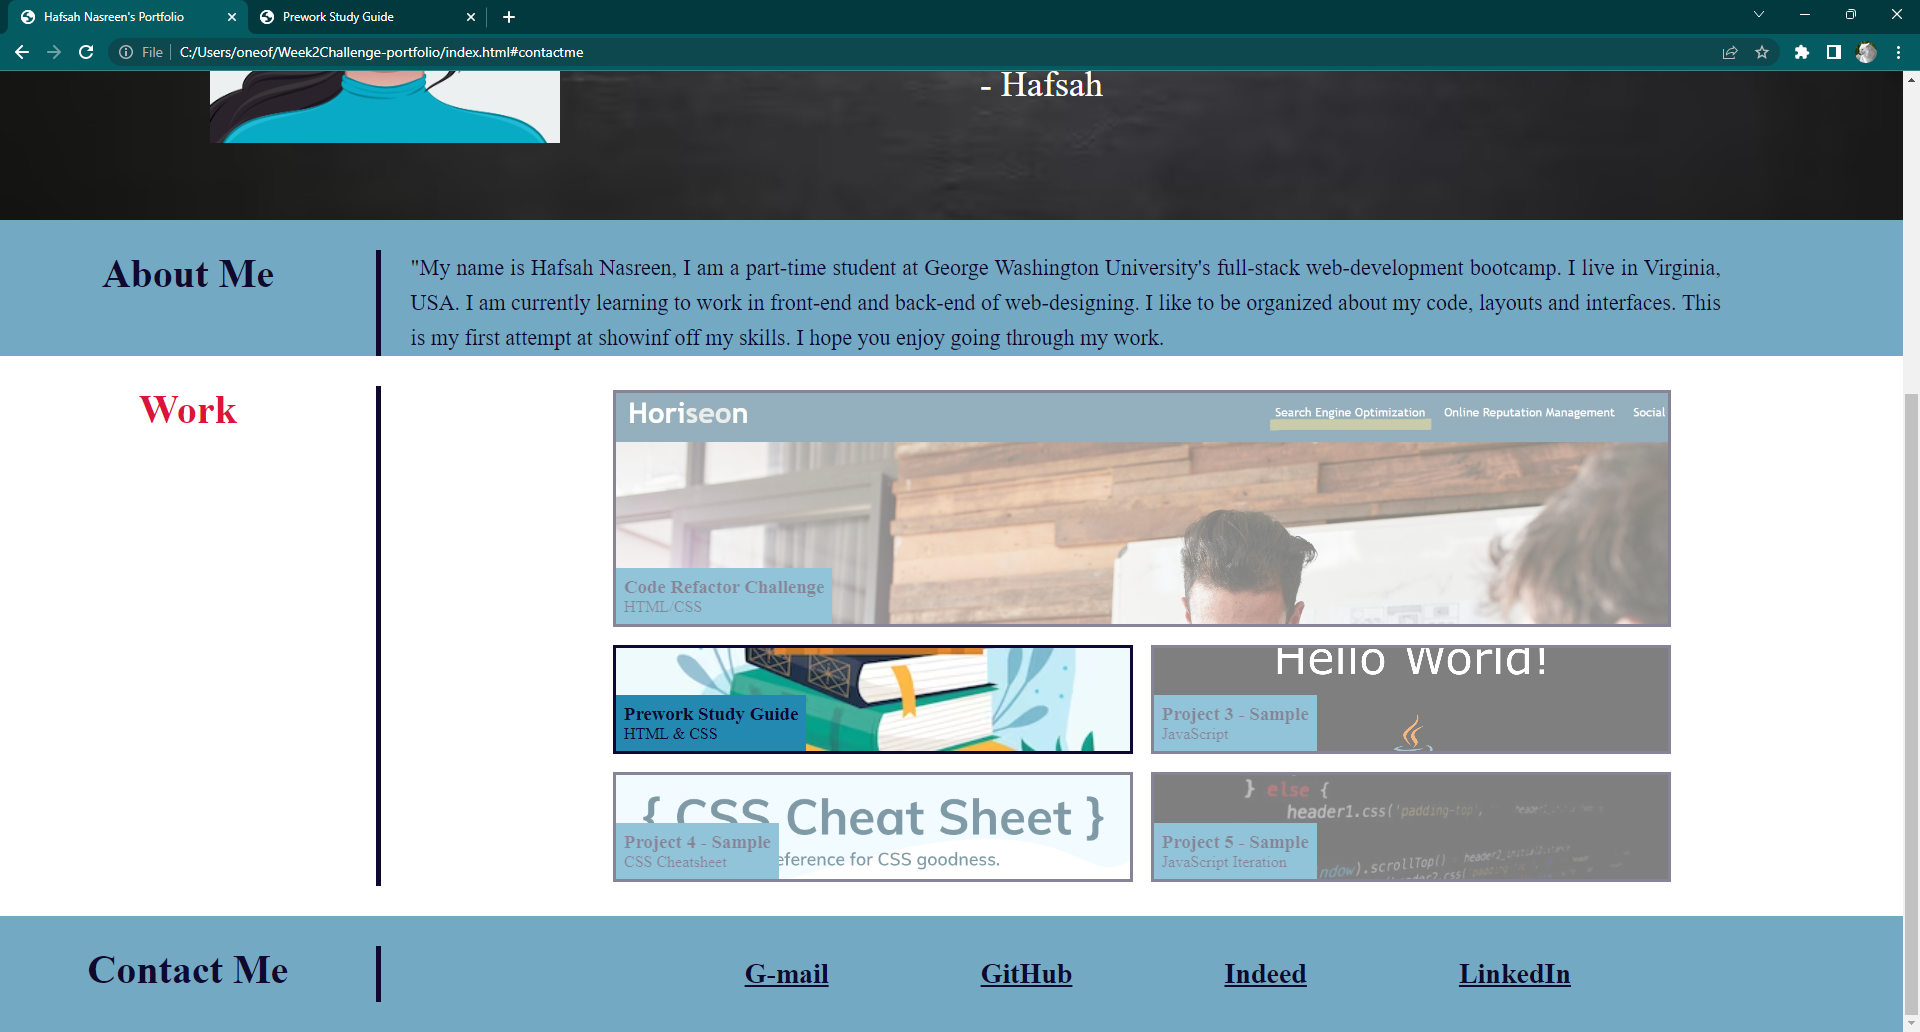 Hafsah Nasreen's Portfolio
Prework Study Guide
File
C:/Users/oneof/Week2Challenge-portfolio/index.html#contactme
- Hafsah
About Me
"My name is Hafsah Nasreen, I am a part-time student at George Washington University's full-stack web-development bootcamp. I live in Virginia,
USA. I am currently learning to work in front-end and back-end of web-designing. I like to be organized about my code, layouts and interfaces. This
is my first attempt at showinf off my skills. I hope you enjoy going through my work.
Work
Horiseon
Search Engine Optimization
Online Reputation Management
Social
Code Refactor Challenge
HTML/CSS
Prework Study Guide
HTML & CSS
Hello World!
Project 3 - Sample
JavaScript
{ CSS Cheat Sheet }
eference for CSS goodness.
Project 4 - Sample
CSS Cheatsheet
} else {
header1.css('padding-top',
ndow).scrollTop()
Project 5 - Sample
JavaScript Iteration
Contact Me
G-mail
GitHub
Indeed
LinkedIn